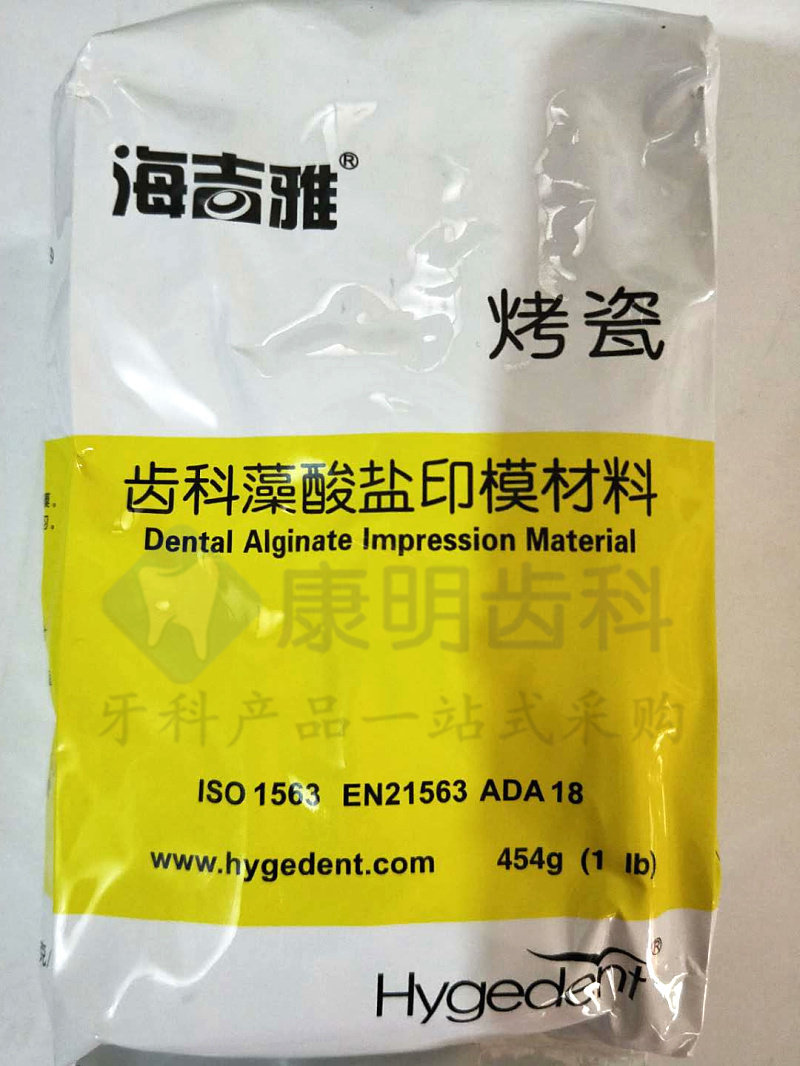 海吉雅®
烤瓷
齿科藻酸盐印模材料
Dental Alginate Impression Material
康明齿科
牙科产品一站式采购
ISO 1563 EN21563 ADA 18
www.hygedent.com 454g (1 lb)
Hygedent®